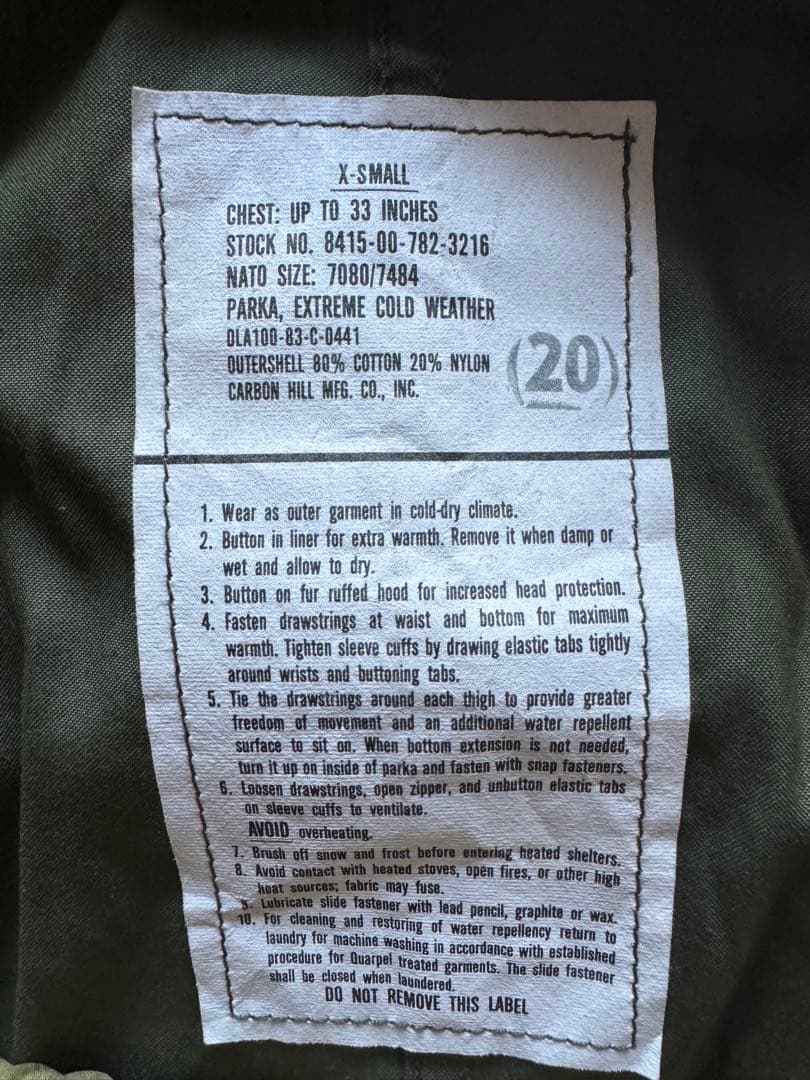 X-SMALL
CHEST: UP TO 33 INCHES
STOCK NO. 8415-00-782-3216
NATO SIZE: 7080/7484
PARKA, EXTREME COLD WEATHER
DLA100-83-C-0441
OUTERSHELL 80% COTTON 20% NYLON
CARBON HILL MFG. CO., INC.
(20)
1. Wear as outer garment in cold-dry climate.
2. Button in liner for extra warmth. Remove it when damp or
wet and allow to dry.
3. Button on fur ruffed hood for increased head protection.
4. Fasten drawstrings at waist and bottom for maximum
warmth. Tighten sleeve cuffs by drawing elastic tabs tightly
around wrists and buttoning tabs.
5. Tie the drawstrings around each thigh to provide greater
freedom of movement and an additional water repellent
surface to sit on. When bottom extension is not needed,
turn it up on inside of parka and fasten with snap fasteners.
6. Loosen drawstrings, open zipper, and unbutton elastic tabs
on sleeve cuffs to ventilate.
AVOID overheating.
7. Brush off snow and frost before entering heated shelters.
8. Avoid contact with heated stoves, open fires, or other high
heat sources; fabric may fuse.
9. Lubricate slide fastener with lead pencil, graphite or wax.
10. For cleaning and restoring of water repellency return to
laundry for machine washing in accordance with established
procedure for Quarpel treated garments. The slide fastener
shall be closed when laundered.
DO NOT REMOVE THIS LABEL